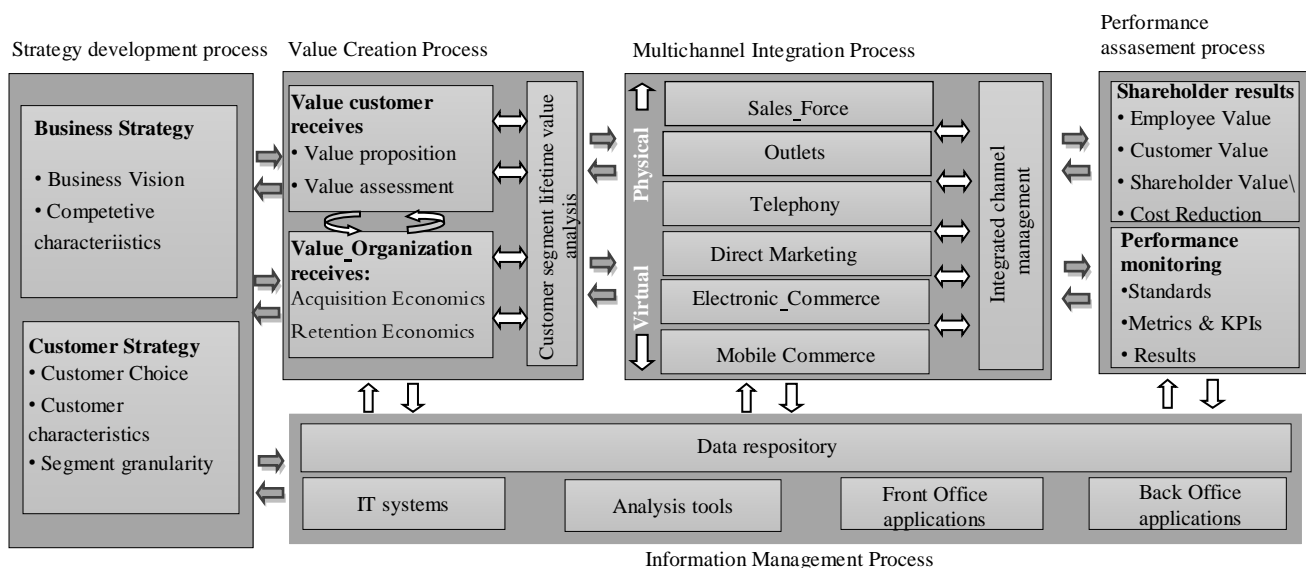 Strategy development process
Business Strategy
• Business Vision
• Competetive
characteriistics
Customer Strategy
• Customer Choice
• Customer
characteristics
• Segment granularity
Value Creation Process
Value customer
receives
• Value proposition
• Value assessment
Value_Organization
receives:
Acquisition Economics
Retention Economics
Customer segment lifetime value
analysis
Multichannel Integration Process
Physical
Virtual
Sales_Force
Outlets
Telephony
Direct Marketing
Electronic_Commerce
Mobile Commerce
Integrated channel
management
Performance
assasement process
Shareholder results
• Employee Value
• Customer Value
• Shareholder Value\
• Cost Reduction
Performance
monitoring
•Standards
•Metrics & KPIs
• Results
Data respository
IT systems
Analysis tools
Front Office
applications
Back Office
applications
Information Management Process